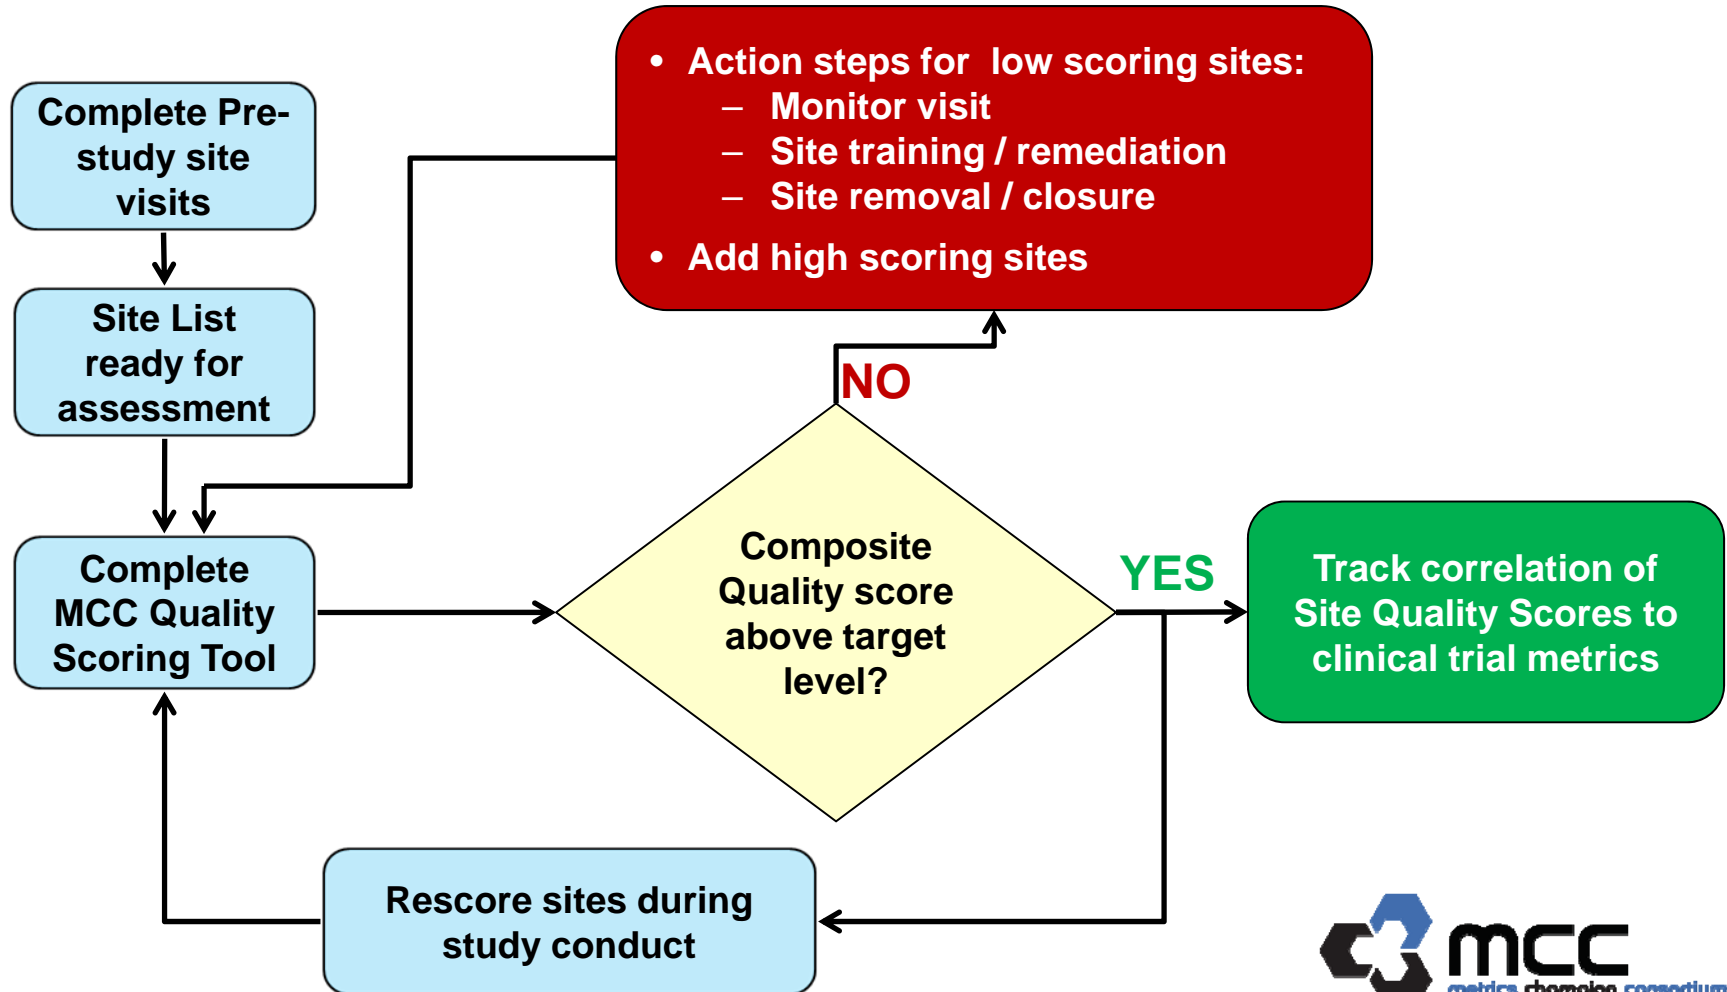 Complete Pre-
study site
visits
Site List
ready for
assessment
Complete
MCC Quality
Scoring Tool
• Action steps for low scoring sites:
– Monitor visit
– Site training / remediation
– Site removal / closure
• Add high scoring sites
NO
Composite
Quality score
above target
level?
YES
Track correlation of
Site Quality Scores to
clinical trial metrics
Rescore sites during
study conduct
mcc
metrics champion consortium